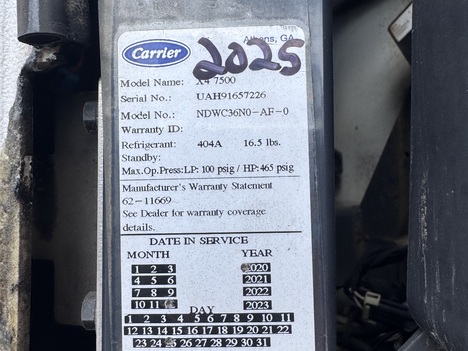 Athens, GA
Carrier
2025
Model Name: X4 7500
Serial No.: UAH91657226
Model No.: NDWC36N0-AF-0
Warranty ID:
Refrigerant: 404A 16.5 lbs.
Standby:
Max.Op.Press:LP: 100 psig / HP:465 psig
Manufacturer's Warranty Statement
62-11669
See Dealer for warranty coverage
details.
DATE IN SERVICE
MONTH YEAR
1 2 3 2020
4 5 6 2021
7 8 9 2022
10 11 2023
DAY
1 2 3 4 5 6 7 8 9 10 11
12 13 14 15 16 17 18 19 20 21 22
23 24 26 27 28 29 30 31